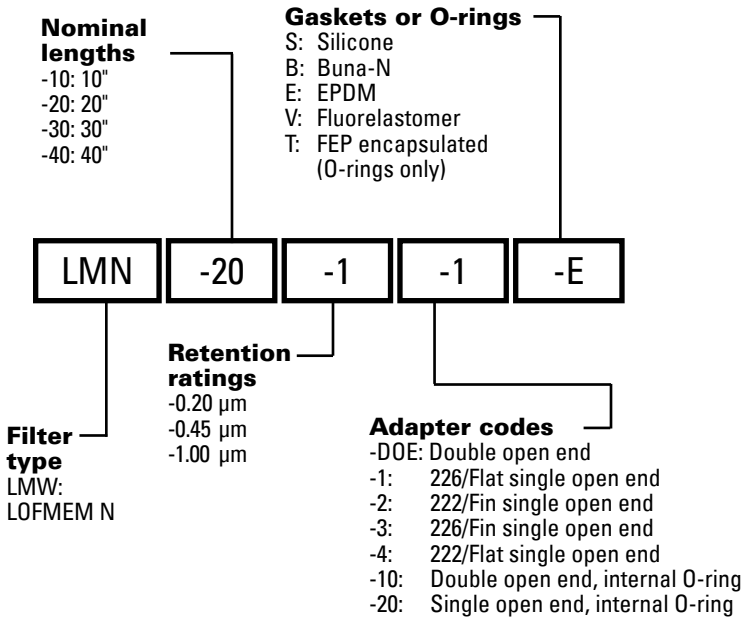 Nominal
lengths
-10: 10"
-20: 20"
-30: 30"
-40: 40"
Gaskets or O-rings
S: Silicone
B: Buna-N
E: EPDM
V: Fluorelastomer
T: FEP encapsulated
(O-rings only)
LMN -20 -1 -1 -E
Filter
type
LMW:
LOFMEM N
Retention
ratings
-0.20 µm
-0.45 µm
-1.00 µm
Adapter codes
-DOE: Double open end
-1: 226/Flat single open end
-2: 222/Fin single open end
-3: 226/Fin single open end
-4: 222/Flat single open end
-10: Double open end, internal O-ring
-20: Single open end, internal O-ring